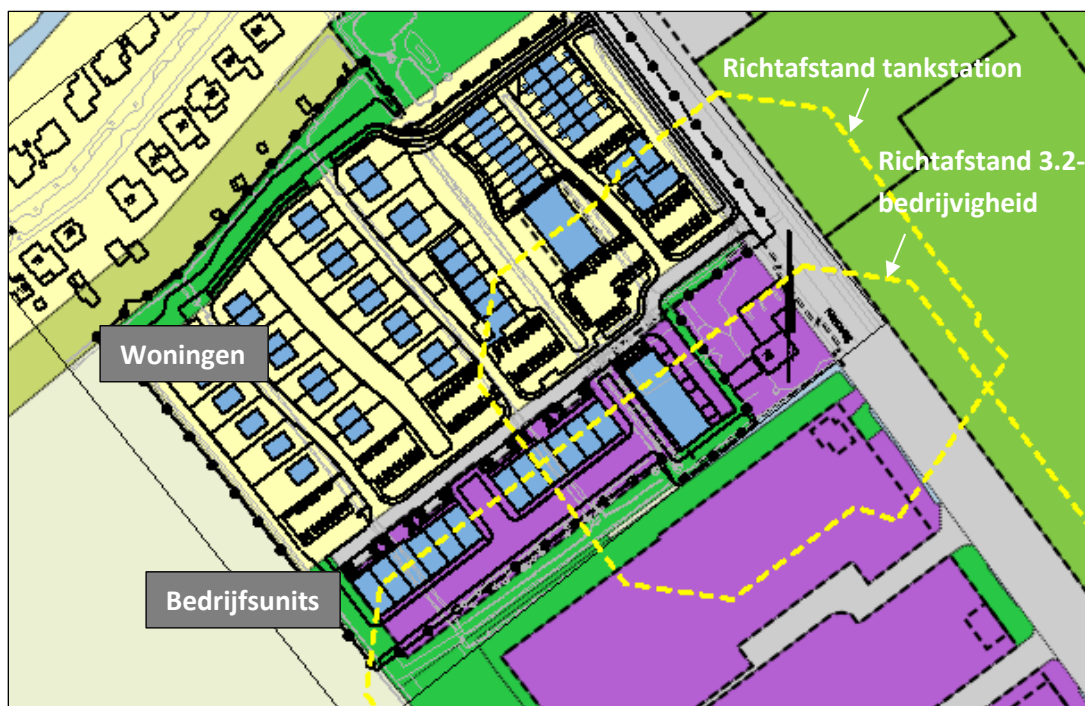 Richtafstand tankstation
Richtafstand 3.2-
bedrijvigheid
Woningen
Bedrijfsunits